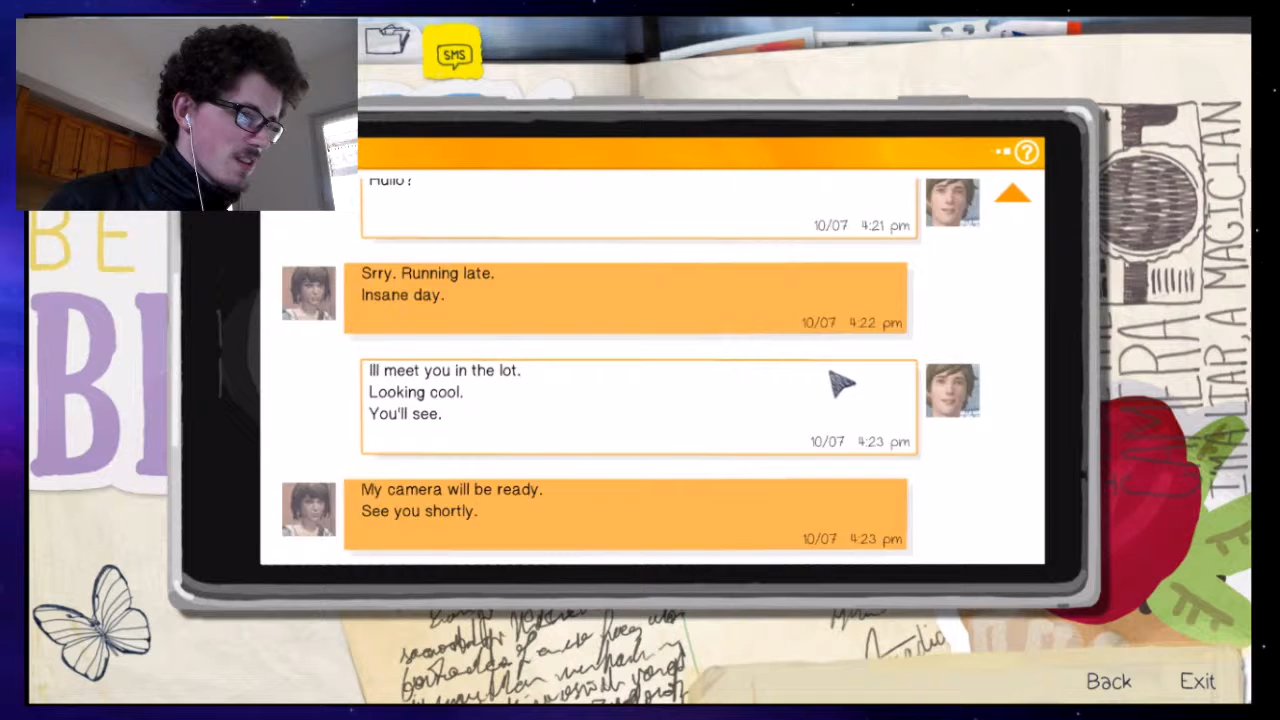 SMS
Hullo?
10/07 4:21 pm
Srry. Running late.
Insane day.
10/07 4:22 pm
Ill meet you in the lot.
Looking cool.
You'll see.
10/07 4:23 pm
My camera will be ready.
See you shortly.
10/07 4:23 pm
BE
CAMERA
I'M A LIAR, A MAGICIAN
Back
Exit